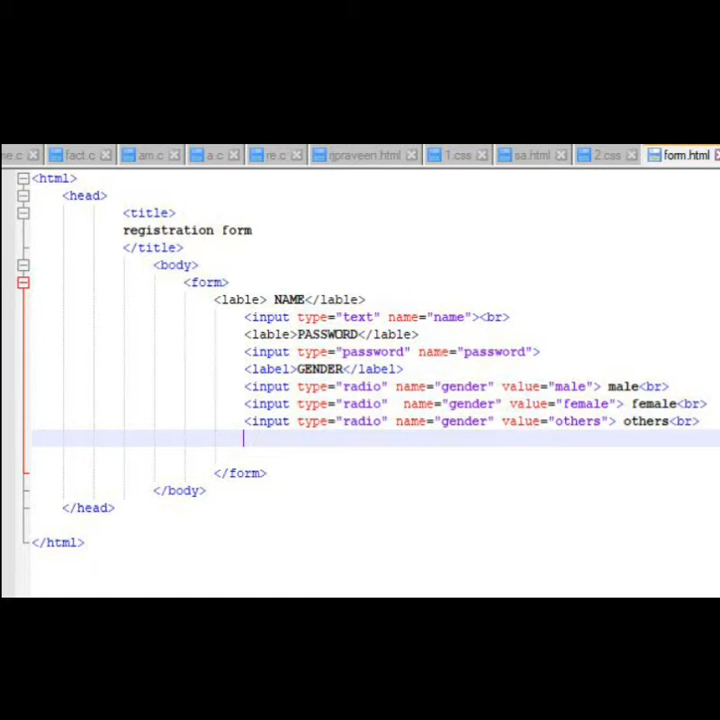 me.c fact.c am.c a.c re.c rjpraveen.html 1.css sa.html 2.css form.html
<html>
<head>
<title>
registration form
</title>
<body>
<form>
<lable> NAME</lable>
<input type="text" name="name"><br>
<lable>PASSWORD</lable>
<input type="password" name="password">
<label>GENDER</label>
<input type="radio" name="gender" value="male"> male<br>
<input type="radio"  name="gender" value="female"> female<br>
<input type="radio" name="gender" value="others"> others<br>
</form>
</body>
</head>
</html>